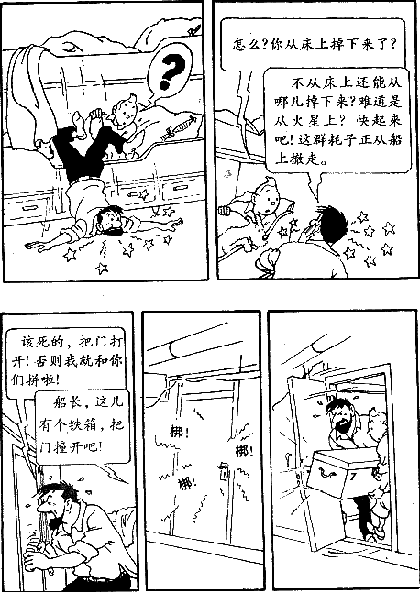 ?
怎么?你从床上掉下来了?
不从床上还能从
哪儿掉下来?难道是
从火星上? 快起来
吧!这群耗子正从船
上撤走。
该死的，把门打
开!否则我就和你
们拼啦!
船长，这儿
有个铁箱，把
门撞开吧!
梆!
梆!
梆!